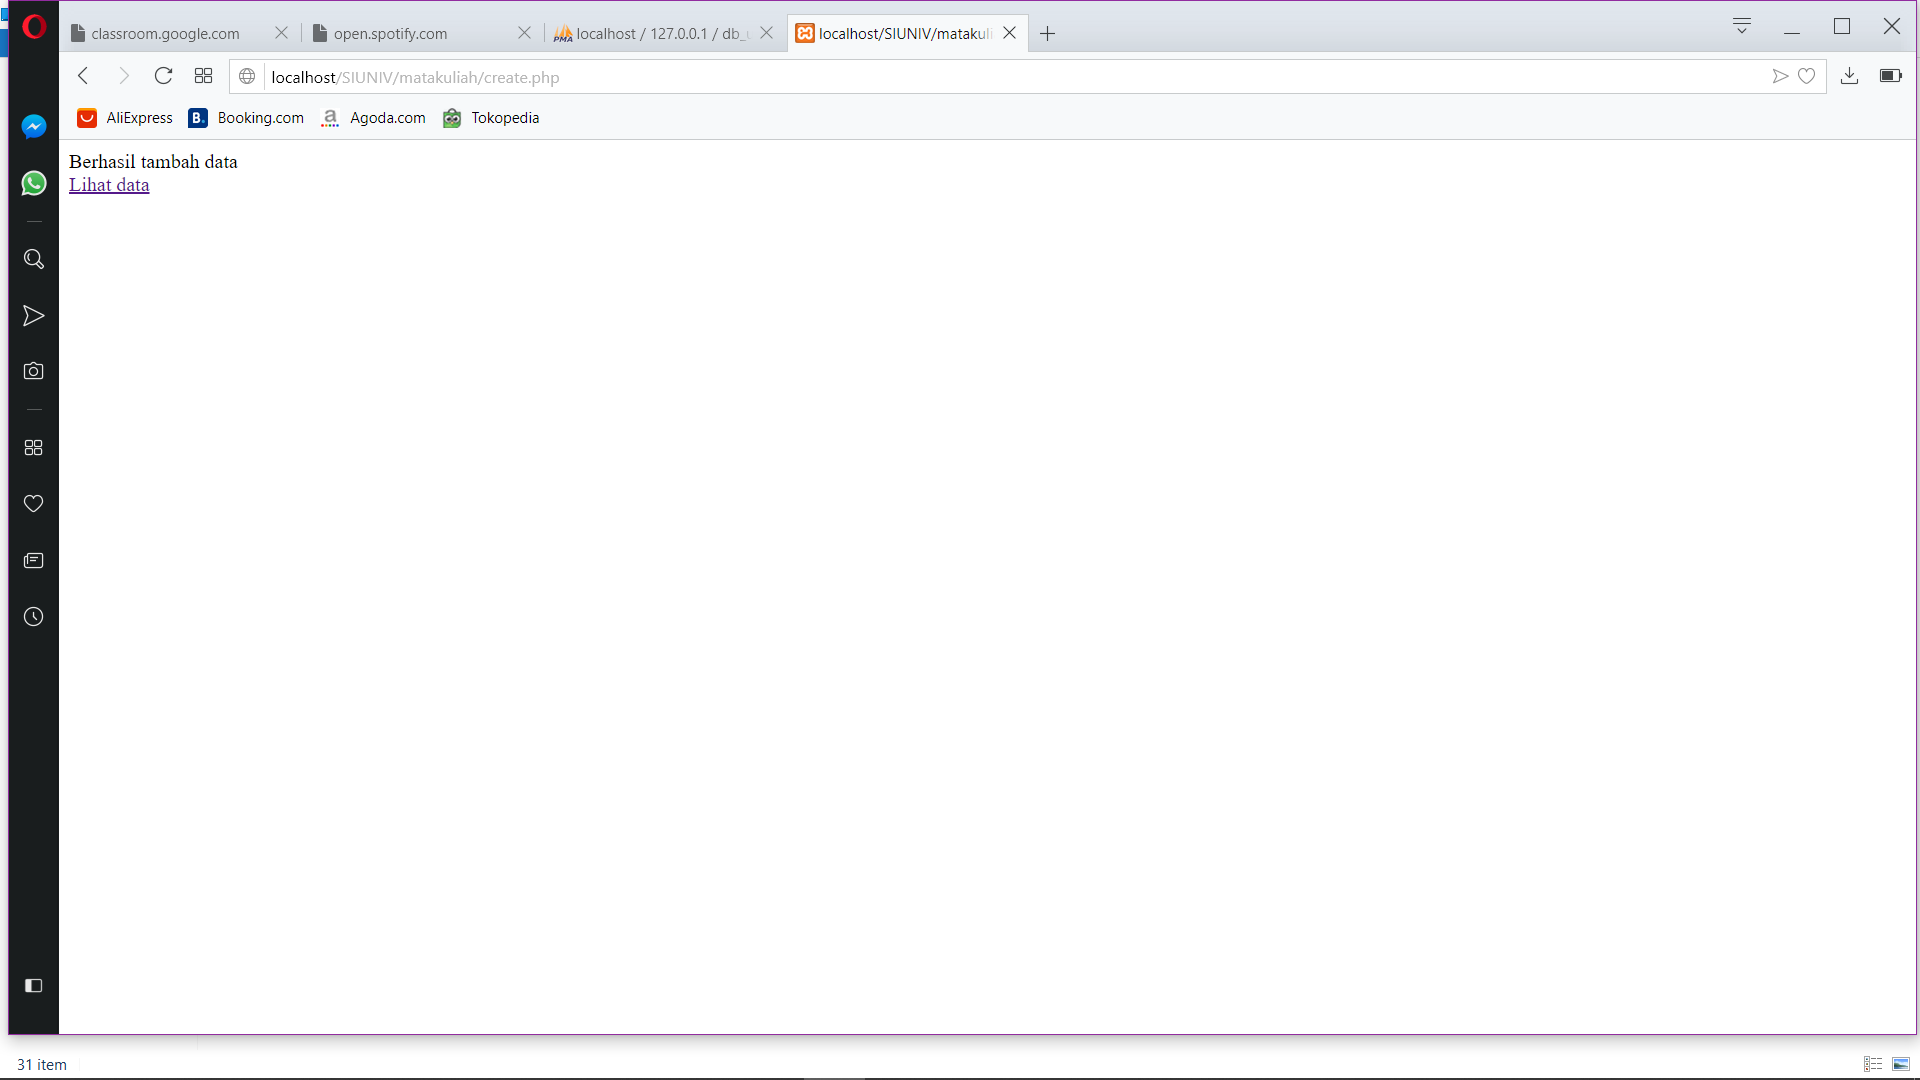 classroom.google.com
open.spotify.com
localhost / 127.0.0.1 / db_u
localhost/SIUNIV/matakuli
localhost/SIUNIV/matakuliah/create.php
AliExpress
B. Booking.com
a Agoda.com
Tokopedia
Berhasil tambah data
Lihat data
31 item